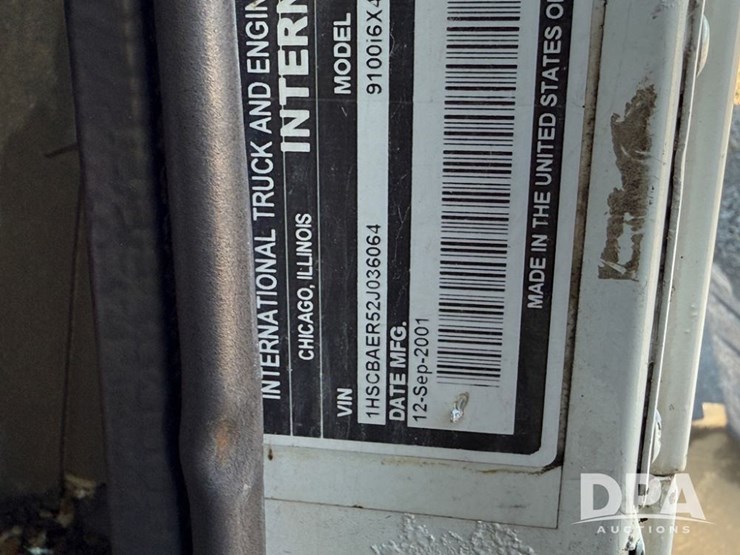 INTERNATIONAL TRUCK AND ENGIN
INTERN
CHICAGO, ILLINOIS
VIN MODEL
1HSCBAER52J036064 9100i6X4
DATE MFG.
12-Sep-2001
MADE IN THE UNITED STATES O
DPA
AUCTIONS